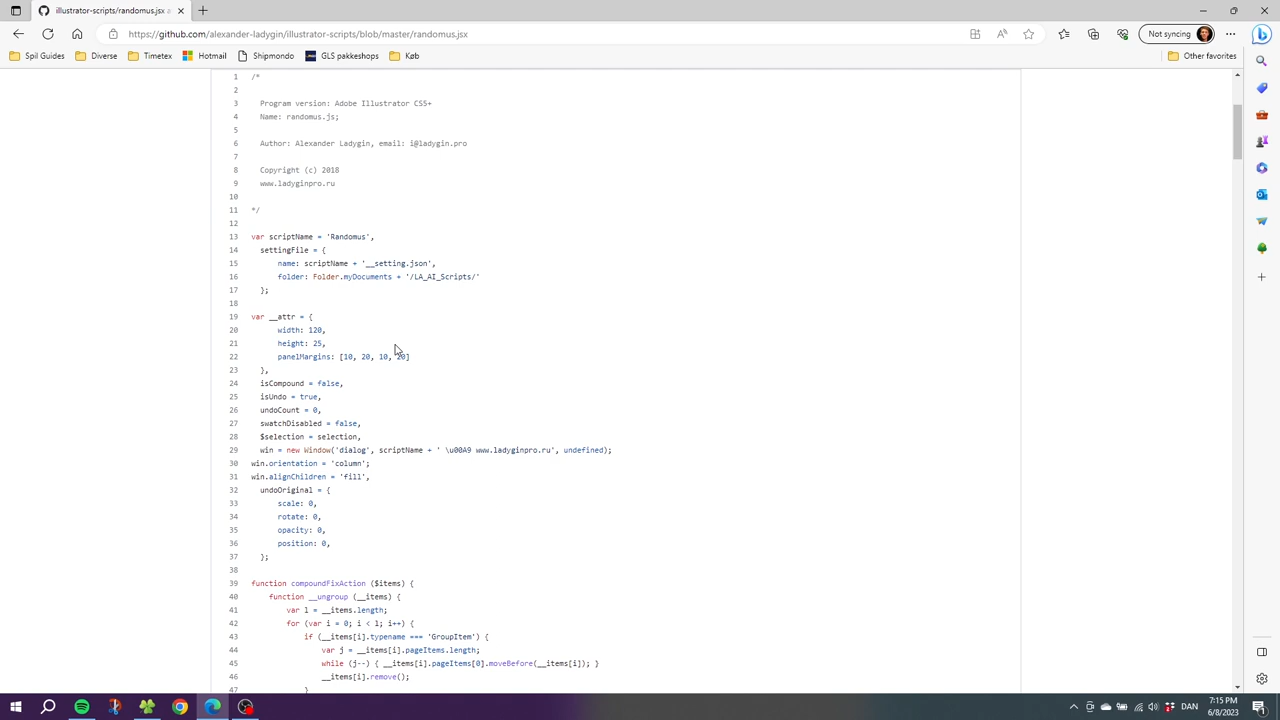 illustrator-scripts/randomus.jsx a
https://github.com/alexander-ladygin/illustrator-scripts/blob/master/randomus.jsx
Not syncing
Spil Guides
Diverse
Timetex
Hotmail
Shipmondo
GLS pakkeshops
Køb
Other favorites
1 /*
2
3 Program version: Adobe Illustrator CS5+
4 Name: randomus.js;
5
6 Author: Alexander Ladygin, email: i@ladygin.pro
7
8 Copyright (c) 2018
9 www.ladyginpro.ru
10
11 */
12
13 var scriptName = 'Randomus',
14 settingFile = {
15 name: scriptName + '__setting.json',
16 folder: Folder.myDocuments + '/LA_AI_Scripts/'
17 };
18
19 var __attr = {
20 width: 120,
21 height: 25,
22 panelMargins: [10, 20, 10, 20]
23 },
24 isCompound = false,
25 isUndo = true,
26 undoCount = 0,
27 swatchDisabled = false,
28 $selection = selection,
29 win = new Window('dialog', scriptName + ' \u00A9 www.ladyginpro.ru', undefined);
30 win.orientation = 'column';
31 win.alignChildren = 'fill',
32 undoOriginal = {
33 scale: 0,
34 rotate: 0,
35 opacity: 0,
36 position: 0,
37 };
38
39 function compoundFixAction ($items) {
40 function __ungroup (__items) {
41 var l = __items.length;
42 for (var i = 0; i < l; i++) {
43 if (__items[i].typename === 'GroupItem') {
44 var j = __items[i].pageItems.length;
45 while (j--) { __items[i].pageItems[0].moveBefore(__items[i]); }
46 __items[i].remove();
47 }
DAN
7:15 PM
6/8/2023